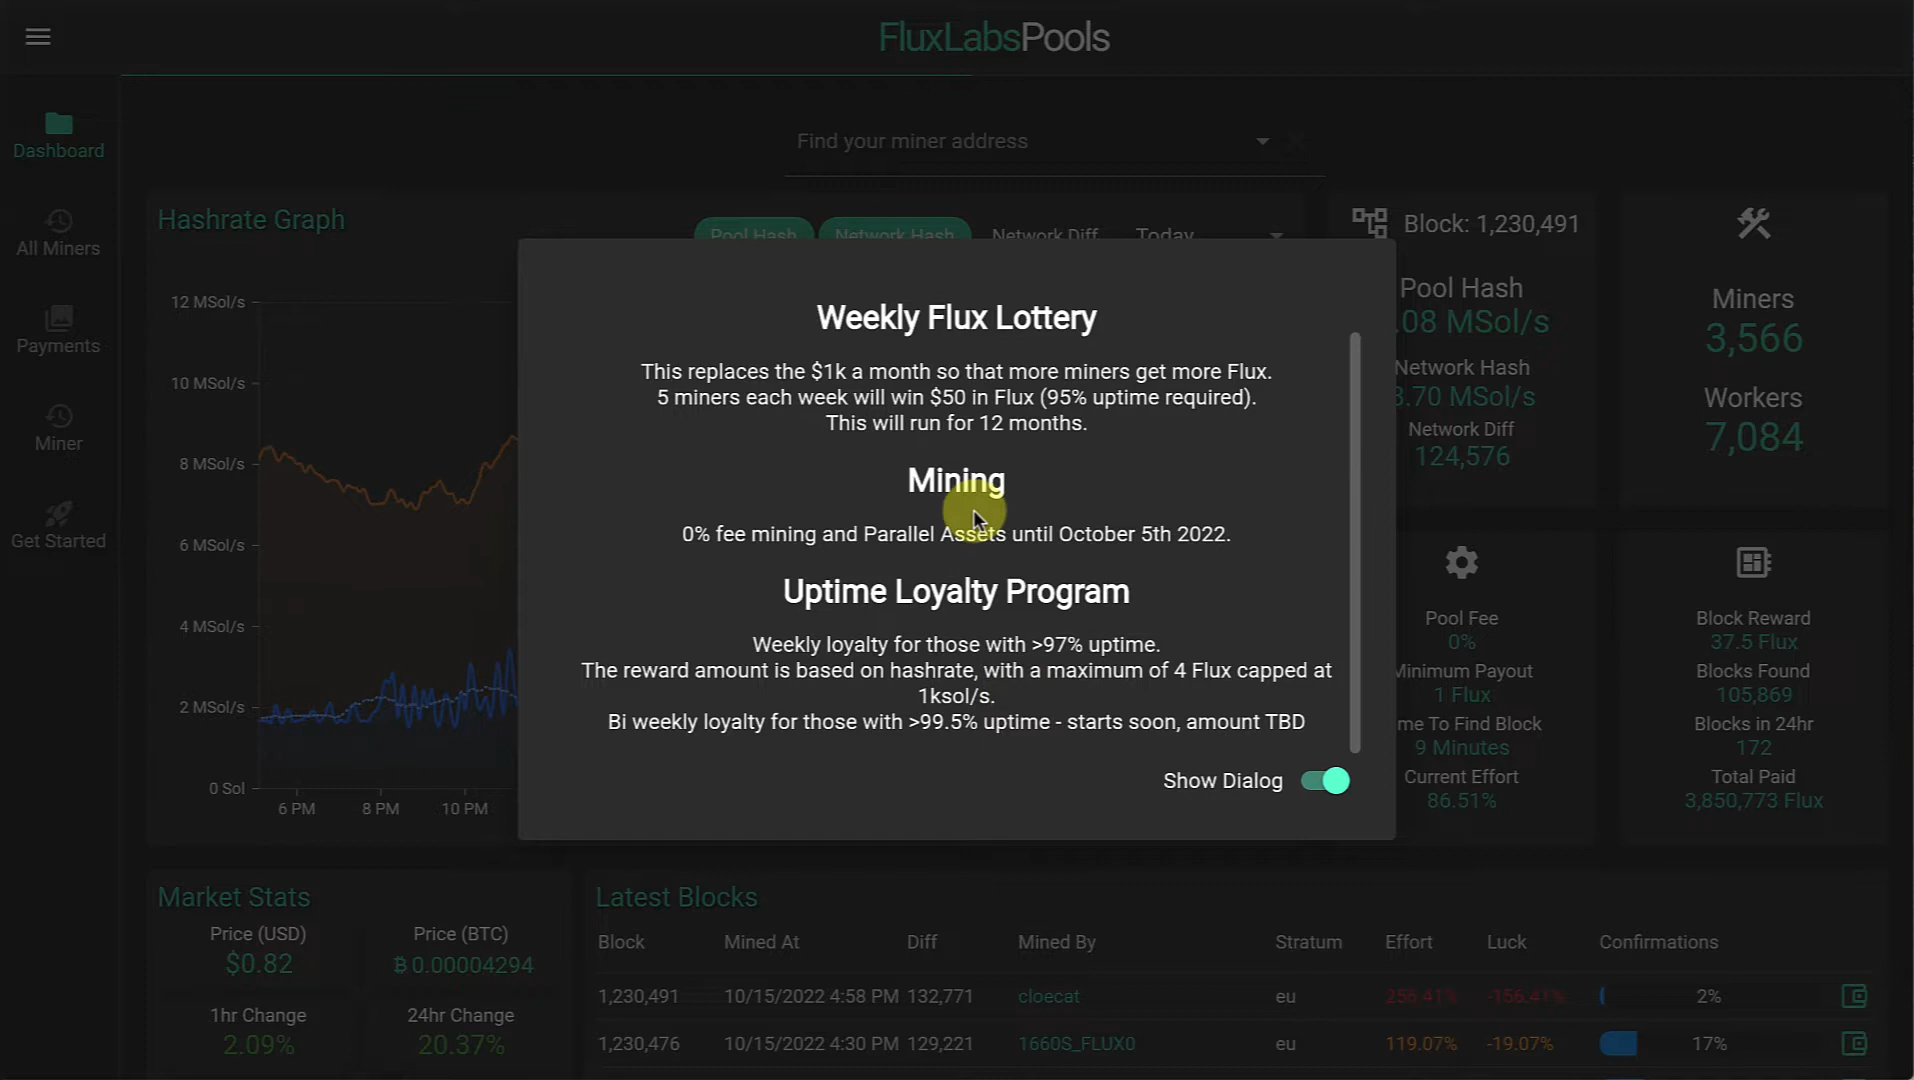 FluxLabsPools
Dashboard
All Miners
Payments
Miner
Get Started
Find your miner address
Hashrate Graph
Pool Hash
Network Hash
Network Diff
Today
12 MSol/s
10 MSol/s
8 MSol/s
6 MSol/s
4 MSol/s
2 MSol/s
0 Sol
6 PM
8 PM
10 PM
Weekly Flux Lottery
This replaces the $1k a month so that more miners get more Flux.
5 miners each week will win $50 in Flux (95% uptime required).
This will run for 12 months.
Mining
0% fee mining and Parallel Assets until October 5th 2022.
Uptime Loyalty Program
Weekly loyalty for those with >97% uptime.
The reward amount is based on hashrate, with a maximum of 4 Flux capped at
1ksol/s.
Bi weekly loyalty for those with >99.5% uptime - starts soon, amount TBD
Show Dialog
Block: 1,230,491
Pool Hash
.08 MSol/s
Network Hash
.70 MSol/s
Network Diff
124,576
Miners
3,566
Workers
7,084
Pool Fee
0%
Minimum Payout
1 Flux
me To Find Block
9 Minutes
Current Effort
86.51%
Block Reward
37.5 Flux
Blocks Found
105,869
Blocks in 24hr
172
Total Paid
3,850,773 Flux
Market Stats
Price (USD)
$0.82
Price (BTC)
₿ 0.00004294
1hr Change
2.09%
24hr Change
20.37%
Latest Blocks
Block Mined At Diff Mined By Stratum Effort Luck Confirmations
1,230,491 10/15/2022 4:58 PM 132,771 cloecat eu 256.41% -156.41% 2%
1,230,476 10/15/2022 4:30 PM 129,221 1660S_FLUX0 eu 119.07% -19.07% 17%